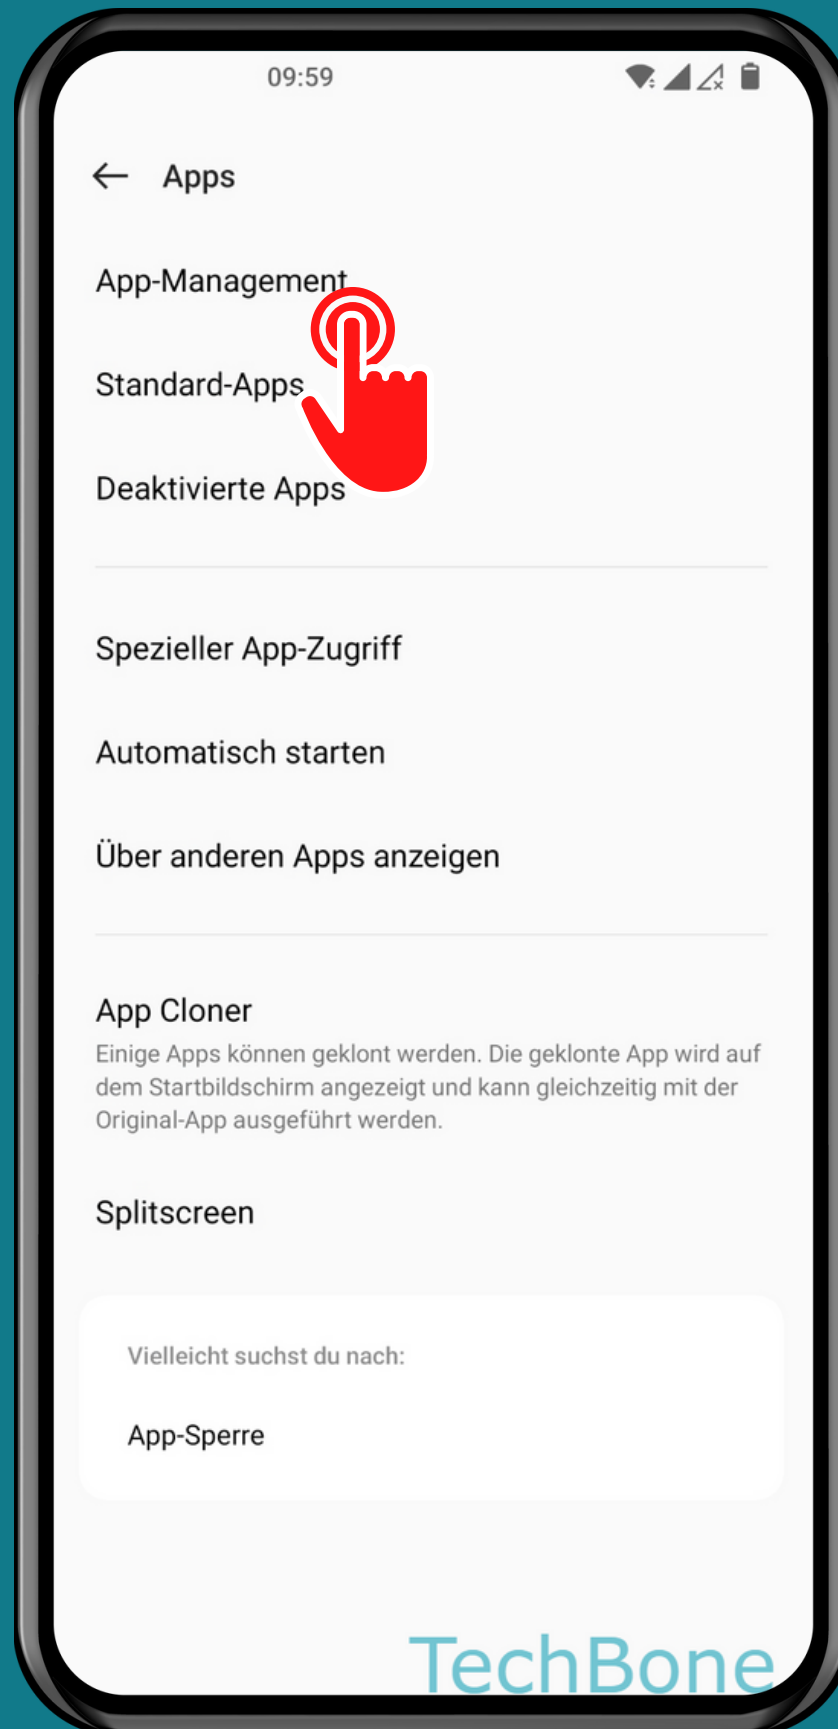 09:59
Apps
App-Management
Standard-Apps
Deaktivierte Apps
Spezieller App-Zugriff
Automatisch starten
Über anderen Apps anzeigen
App Cloner
Einige Apps können geklont werden. Die geklonte App wird auf
dem Startbildschirm angezeigt und kann gleichzeitig mit der
Original-App ausgeführt werden.
Splitscreen
Vielleicht suchst du nach:
App-Sperre
TechBone